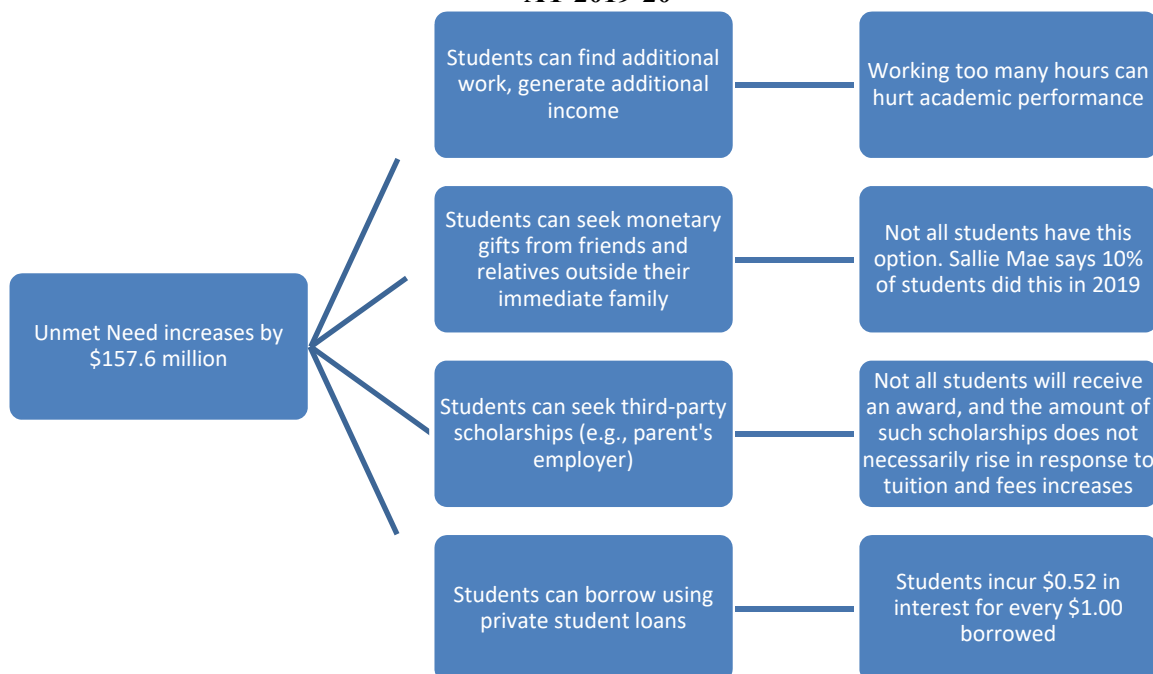 Students can find additional
work, generate additional
income
Working too many hours can
hurt academic performance
Students can seek monetary
gifts from friends and
relatives outside their
immediate family
Not all students have this
option. Sallie Mae says 10%
of students did this in 2019
Unmet Need increases by
$157.6 million
Students can seek third-party
scholarships (e.g., parent's
employer)
Not all students will receive
an award, and the amount of
such scholarships does not
necessarily rise in response to
tuition and fees increases
Students can borrow using
private student loans
Students incur $0.52 in
interest for every $1.00
borrowed